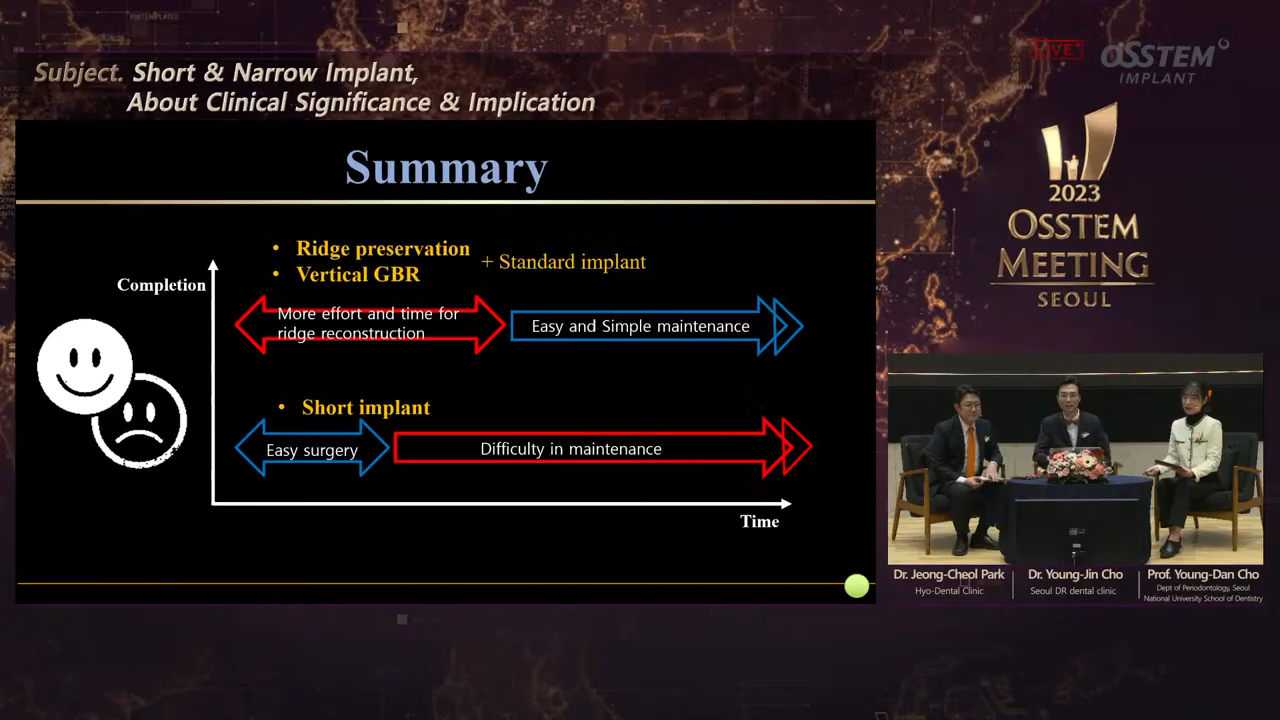 Subject. Short & Narrow Implant,
About Clinical Significance & Implication
LIVE
OSSTEM
IMPLANT
2023
OSSTEM
MEETING
SEOUL
Summary
• Ridge preservation
• Vertical GBR
+ Standard implant
Completion
More effort and time for
ridge reconstruction
Easy and Simple maintenance
• Short implant
Easy surgery
Difficulty in maintenance
Time
Dr. Jeong-Cheol Park
Hyo-Dental Clinic
Dr. Young-Jin Cho
Seoul DR dental clinic
Prof. Young-Dan Cho
Dept of Periodontology, Seoul
National University School of Dentistry